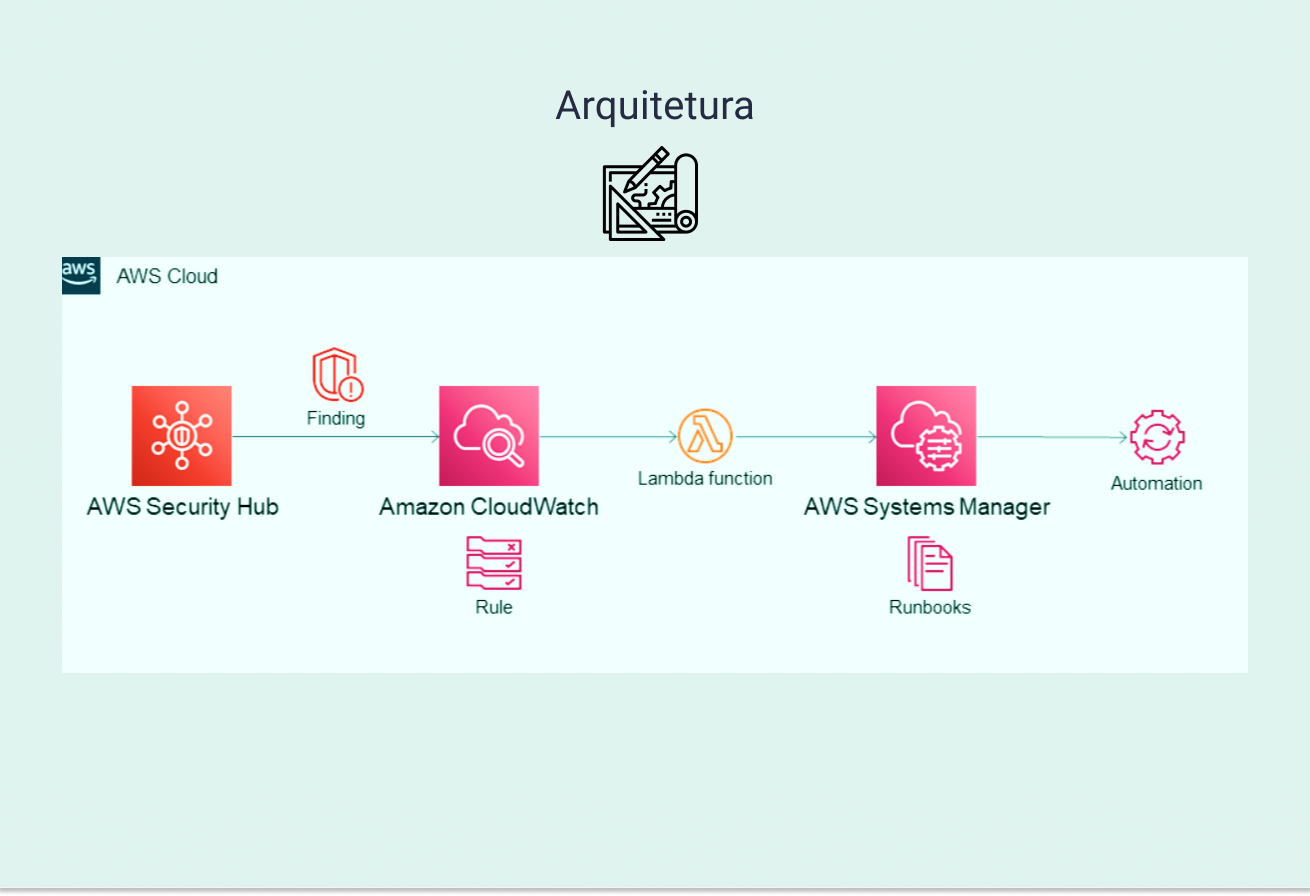 Arquitetura
aws
AWS Cloud
Finding
AWS Security Hub
Amazon CloudWatch
Rule
Lambda function
AWS Systems Manager
Runbooks
Automation